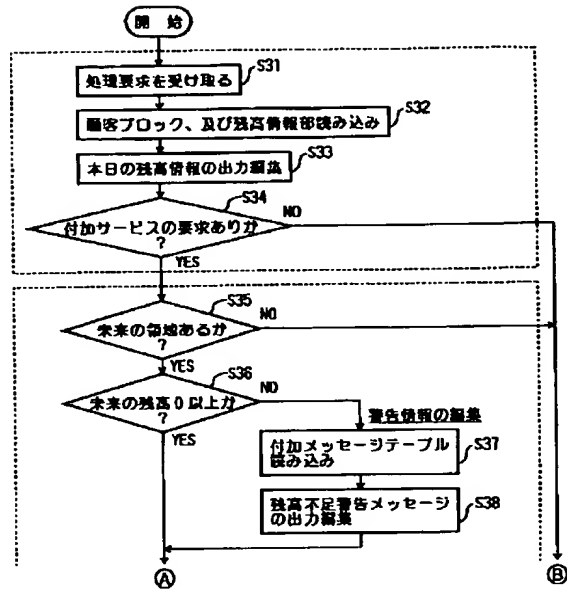 開 始
処理要求を受け取る
S31
顧客ブロック、及び残高情報部読み込み
S32
本日の残高情報の出力編集
S33
付加サービスの要求ありか
?
S34
NO
YES
未来の領域あるか
?
S35
NO
YES
未来の残高0以上か
?
S36
NO
YES
警告情報の編集
付加メッセージテーブル
読み込み
S37
残高不足警告メッセージ
の出力編集
S38
A
B